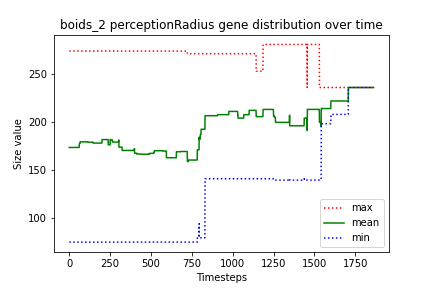 boids_2 perceptionRadius gene distribution over time
Size value
250
200
150
100
0
250
500
750
1000
1250
1500
1750
Timesteps
max
mean
min